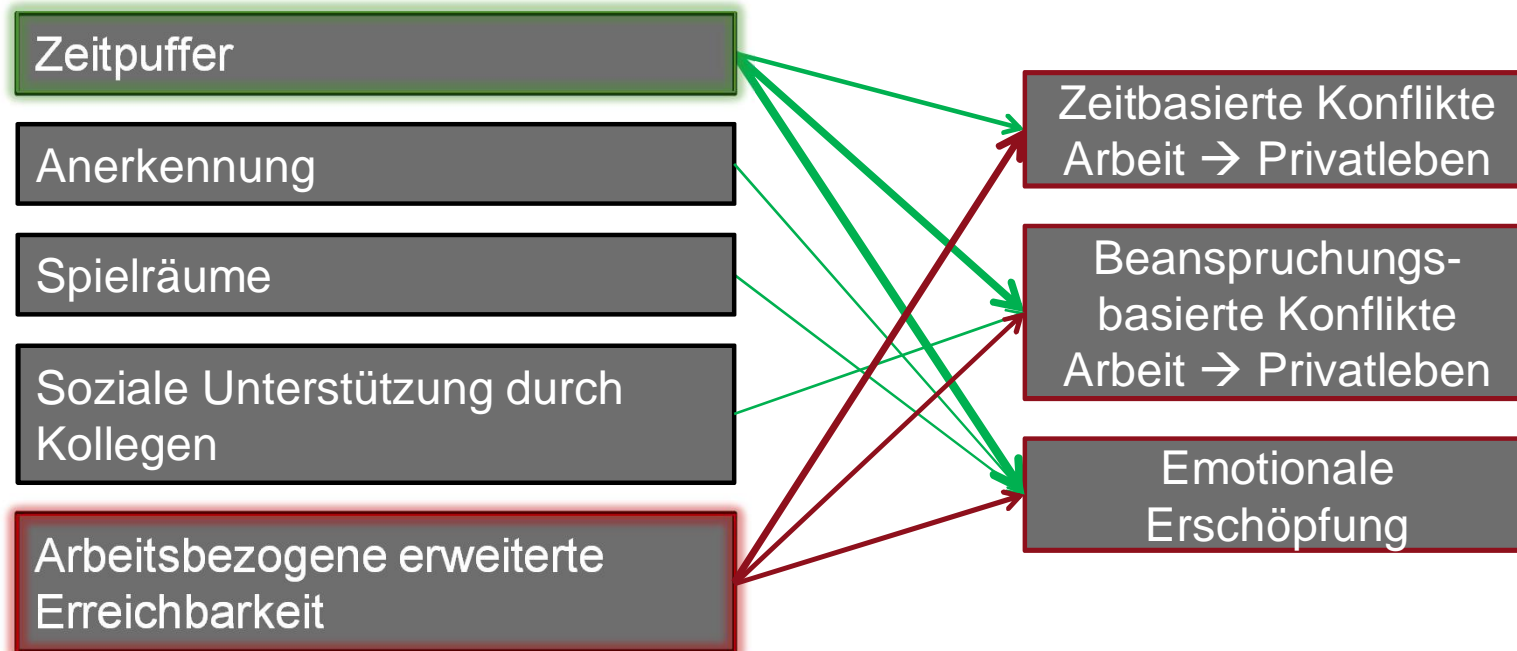 Zeitpuffer
Anerkennung
Spielräume
Soziale Unterstützung durch
Kollegen
Arbeitsbezogene erweiterte
Erreichbarkeit
Zeitbasierte Konflikte
Arbeit → Privatleben
Beanspruchungs-
basierte Konflikte
Arbeit → Privatleben
Emotionale
Erschöpfung